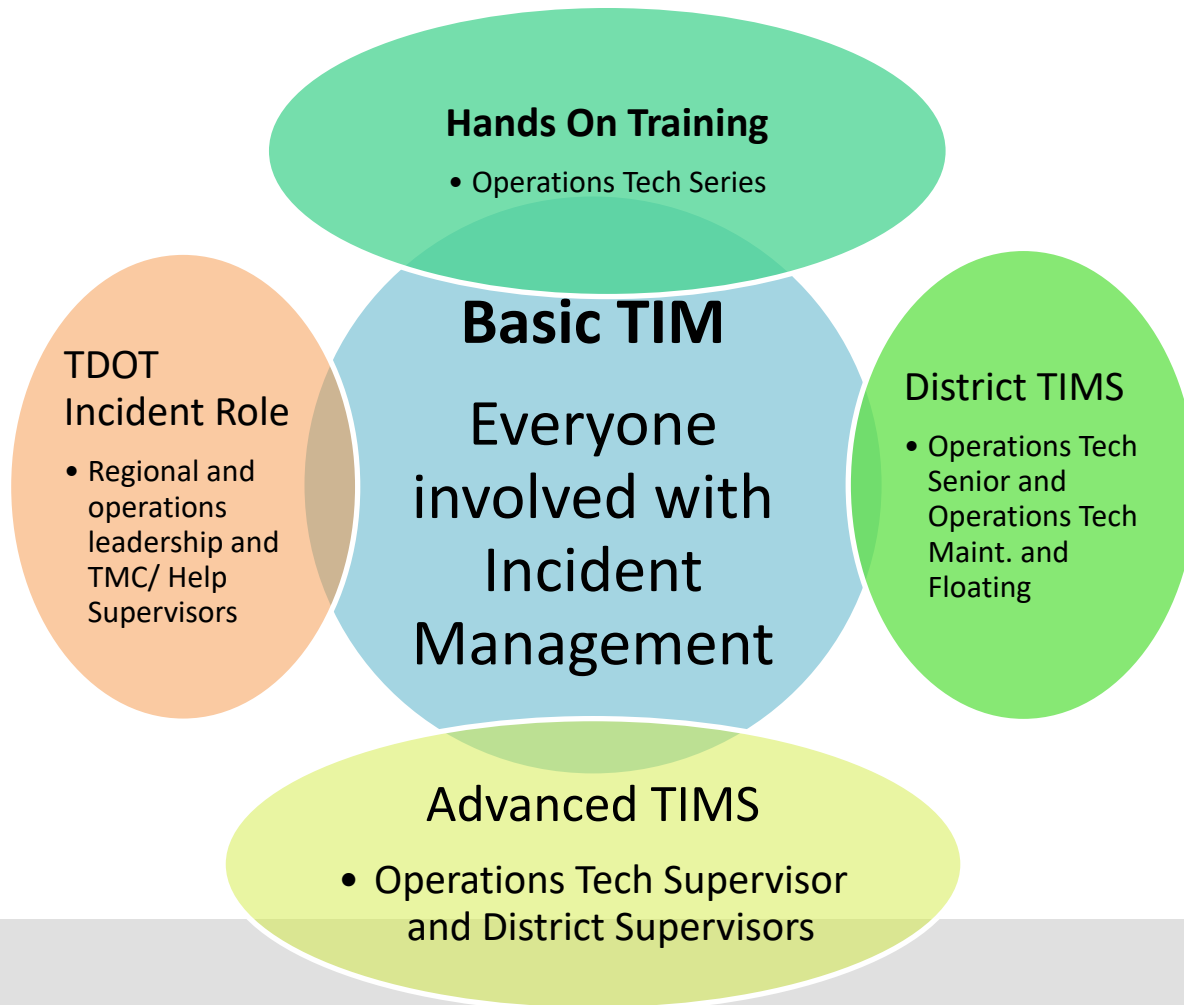 Hands On Training
• Operations Tech Series
Basic TIM
Everyone
involved with
Incident
Management
TDOT
Incident Role
• Regional and
operations
leadership and
TMC/ Help
Supervisors
District TIMS
• Operations Tech
Senior and
Operations Tech
Maint. and
Floating
Advanced TIMS
• Operations Tech Supervisor
and District Supervisors